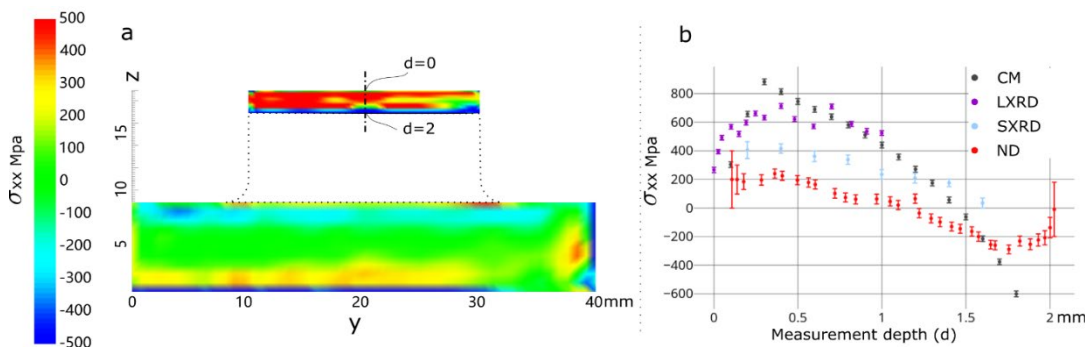 500
400
300
200
100
0
-100
-200
-300
-400
-500
σxx Mpa
a
z
15
10
5
0
d=0
d=2
0
10
20
30
40mm
y
b
σxx Mpa
800
600
400
200
0
−200
−400
−600
CM
LXRD
SXRD
ND
0
0.5
1
1.5
2 mm
Measurement depth (d)